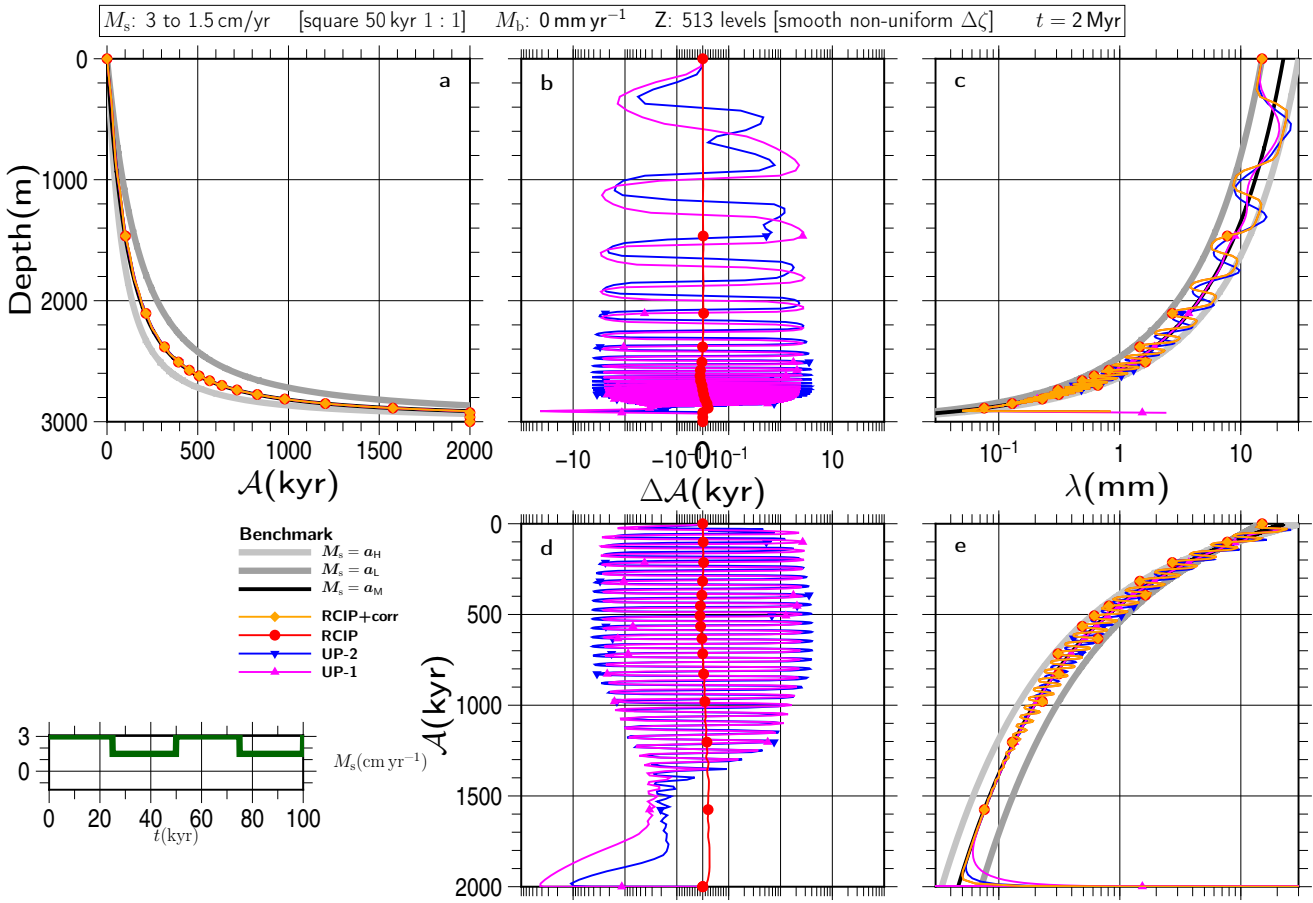 Mₛ: 3 to 1.5 cm/yr [square 50 kyr 1 : 1] M_b: 0 mm yr⁻¹ Z: 513 levels [smooth non-uniform Δζ] t = 2 Myr
a
b
c
0
1000
2000
3000
Depth(m)
0 500 1000 1500 2000
𝒜(kyr)
−10 −10⁻¹ 0 10⁻¹ 10
Δ𝒜(kyr)
10⁻¹ 1 10
λ(mm)
Benchmark
Mₛ = a_H
Mₛ = a_L
Mₛ = a_M
RCIP+corr
RCIP
UP-2
UP-1
3
0
Mₛ(cm yr⁻¹)
0 20 40 60 80 100
t(kyr)
d
e
0
500
1000
1500
2000
𝒜(kyr)